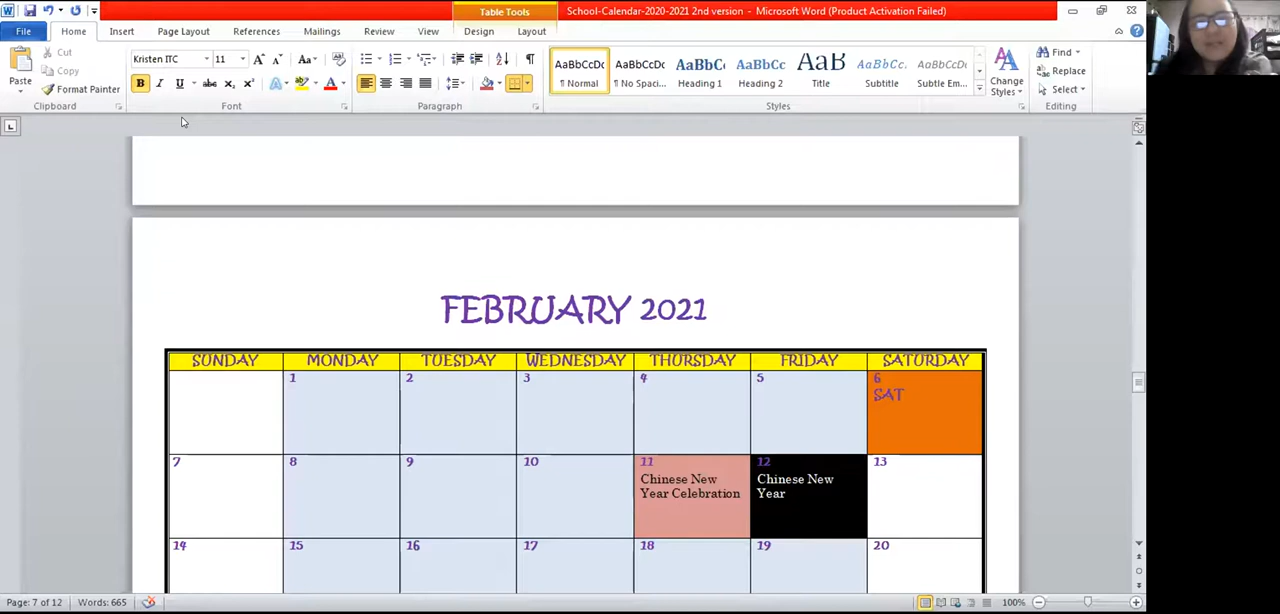 School-Calendar-2020-2021 2nd version - Microsoft Word (Product Activation Failed)
Table Tools
File Home Insert Page Layout References Mailings Review View Design Layout
Paste
Cut
Copy
Format Painter
Clipboard
Kristen ITC 11
Font
Paragraph
AaBbCcDc AaBbCcDc AaBbC AaBbCc AaB AaBbCc. AaBbCcDc
¶ Normal ¶ No Spaci... Heading 1 Heading 2 Title Subtitle Subtle Em...
Styles
Change Styles
Find
Replace
Select
Editing
FEBRUARY 2021
SUNDAY MONDAY TUESDAY WEDNESDAY THURSDAY FRIDAY SATURDAY
1 2 3 4 5 6
SAT
7 8 9 10 11 12 13
Chinese New Year Celebration
Chinese New Year
14 15 16 17 18 19 20
Page: 7 of 12 Words: 665 100%